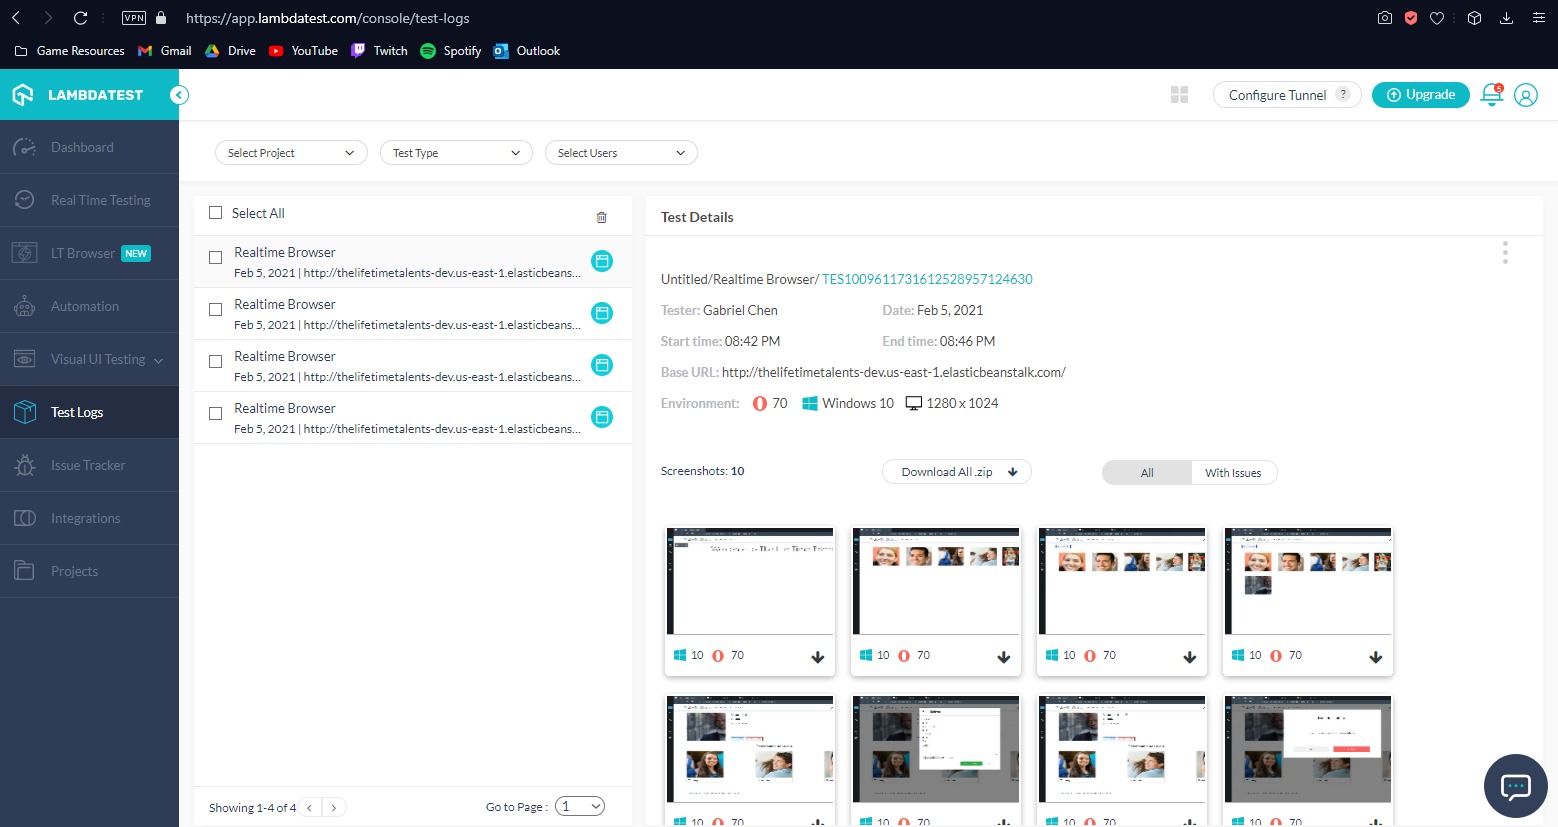 VPN https://app.lambdatest.com/console/test-logs
Game Resources Gmail Drive YouTube Twitch Spotify Outlook
LAMBDATEST
Configure Tunnel ? Upgrade 5
Dashboard
Real Time Testing
LT Browser NEW
Automation
Visual UI Testing
Test Logs
Issue Tracker
Integrations
Projects
Select Project Test Type Select Users
Select All
Realtime Browser
Feb 5, 2021 | http://thelifetimetalents-dev.us-east-1.elasticbeans...
Realtime Browser
Feb 5, 2021 | http://thelifetimetalents-dev.us-east-1.elasticbeans...
Realtime Browser
Feb 5, 2021 | http://thelifetimetalents-dev.us-east-1.elasticbeans...
Realtime Browser
Feb 5, 2021 | http://thelifetimetalents-dev.us-east-1.elasticbeans...
Showing 1-4 of 4 < > Go to Page : 1
Test Details
Untitled/Realtime Browser/ TES1009611731612528957124630
Tester: Gabriel Chen Date: Feb 5, 2021
Start time: 08:42 PM End time: 08:46 PM
Base URL: http://thelifetimetalents-dev.us-east-1.elasticbeanstalk.com/
Environment: 70 Windows 10 1280 x 1024
Screenshots: 10 Download All .zip All With Issues
10 70 10 70 10 70 10 70
10 70 10 70 10 70 10 70